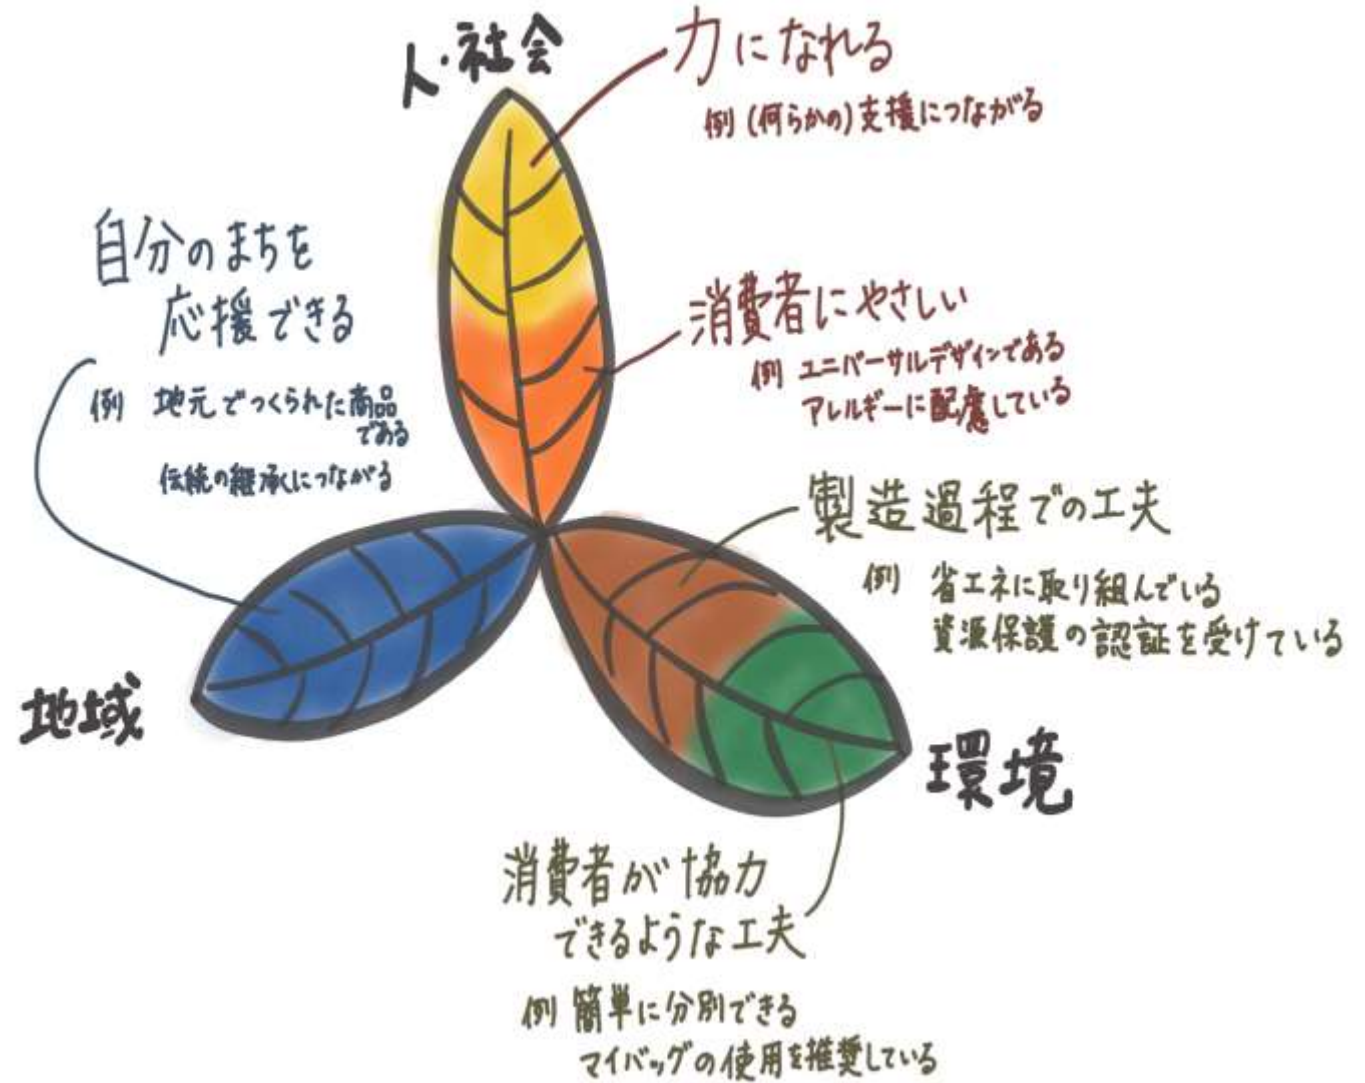 人・社会
力になれる
例 (何らかの)支援につながる
消費者にやさしい
例 ユニバーサルデザインである
アレルギーに配慮している
自分のまちを
応援できる
例 地元でつくられた商品
である
伝統の継承につながる
地域
製造過程での工夫
例) 省エネに取り組んでいる
資源保護の認証を受けている
環境
消費者が協力
できるような工夫
例 簡単に分別できる
マイバッグの使用を推奨している